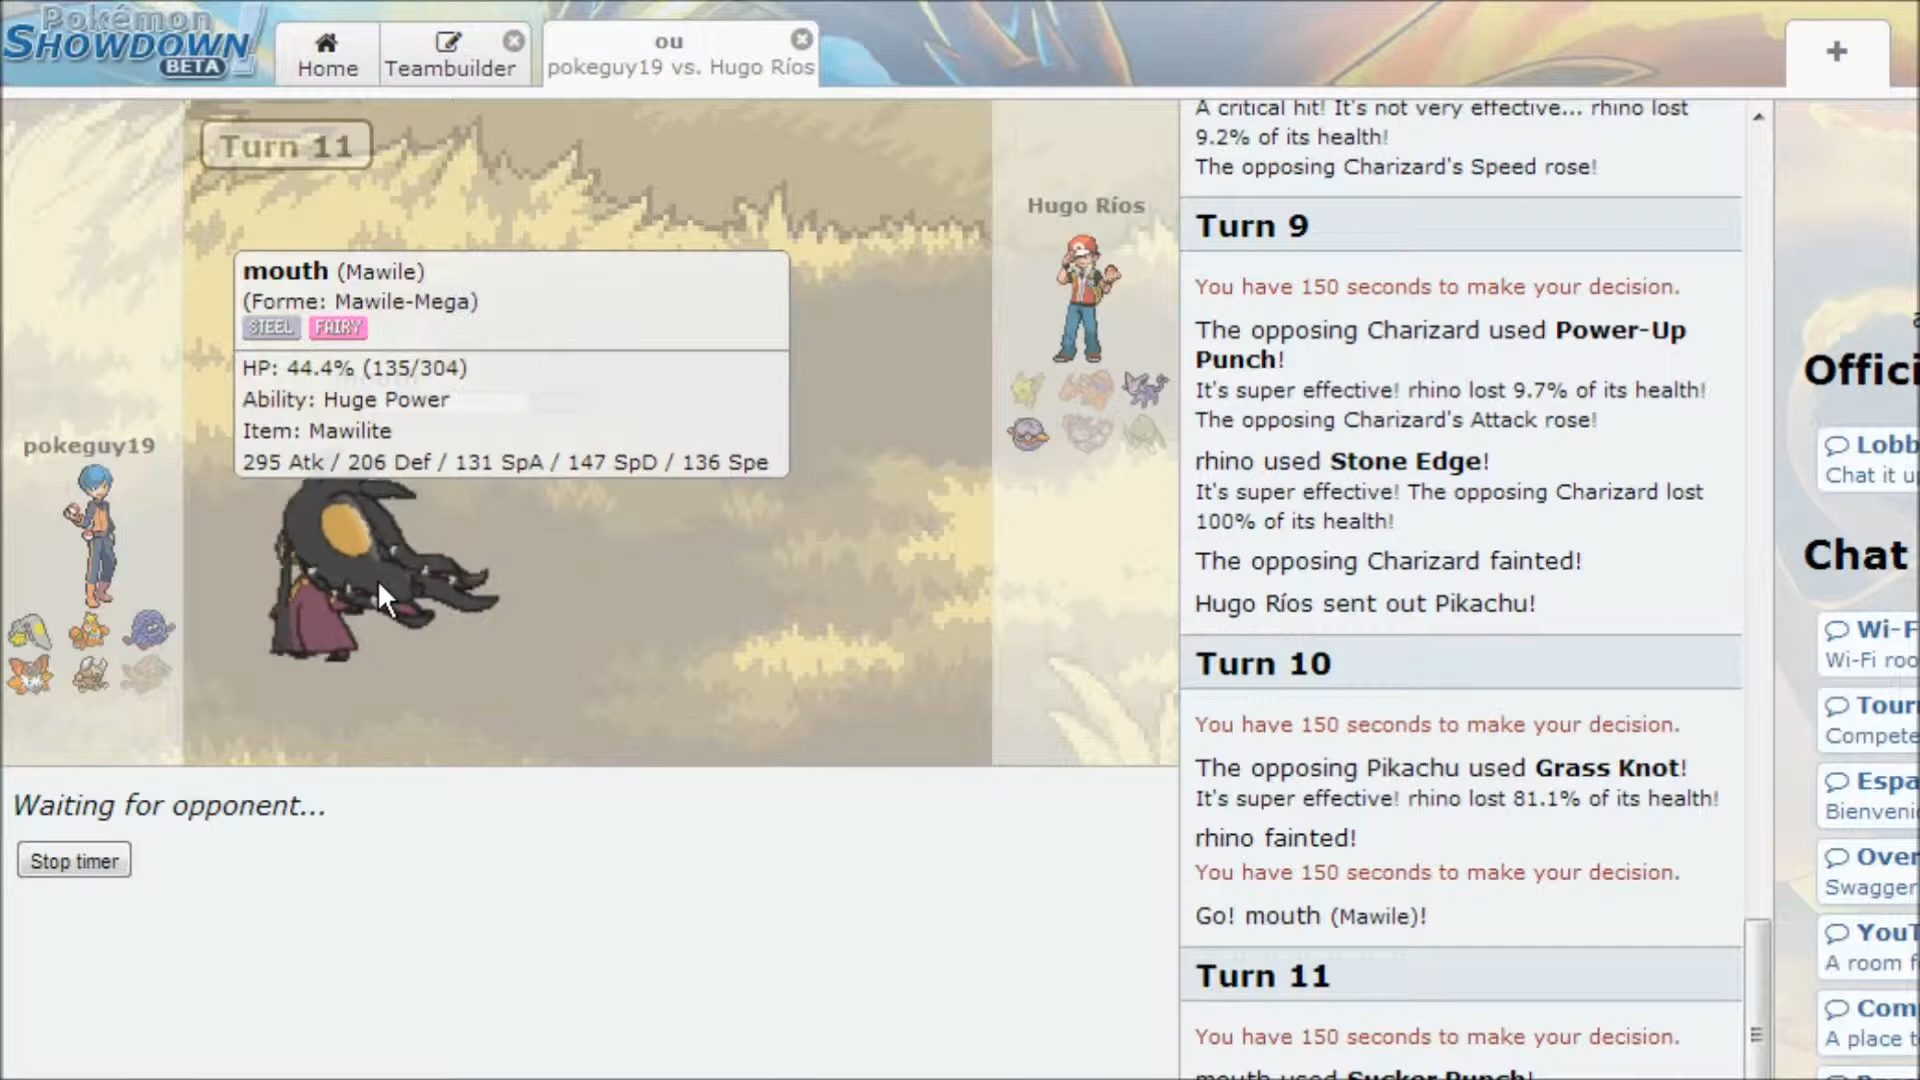 Pokémon
SHOWDOWN!
BETA
Home
Teambuilder
ou
pokeguy19 vs. Hugo Ríos
+
Turn 11
Hugo Ríos
mouth (Mawile)
(Forme: Mawile-Mega)
STEEL FAIRY
HP: 44.4% (135/304)
Ability: Huge Power
Item: Mawilite
295 Atk / 206 Def / 131 SpA / 147 SpD / 136 Spe
pokeguy19
Waiting for opponent...
Stop timer
A critical hit! It's not very effective... rhino lost
9.2% of its health!
The opposing Charizard's Speed rose!
Turn 9
You have 150 seconds to make your decision.
The opposing Charizard used Power-Up
Punch!
It's super effective! rhino lost 9.7% of its health!
The opposing Charizard's Attack rose!
rhino used Stone Edge!
It's super effective! The opposing Charizard lost
100% of its health!
The opposing Charizard fainted!
Hugo Ríos sent out Pikachu!
Turn 10
You have 150 seconds to make your decision.
The opposing Pikachu used Grass Knot!
It's super effective! rhino lost 81.1% of its health!
rhino fainted!
You have 150 seconds to make your decision.
Go! mouth (Mawile)!
Turn 11
You have 150 seconds to make your decision.
mouth used Sucker Punch!
Offici
Lobb
Chat it u
Chat
Wi-F
Wi-Fi roo
Tourn
Compete
Espa
Bienveni
Over
Swagger
YouT
A room f
Com
A place t